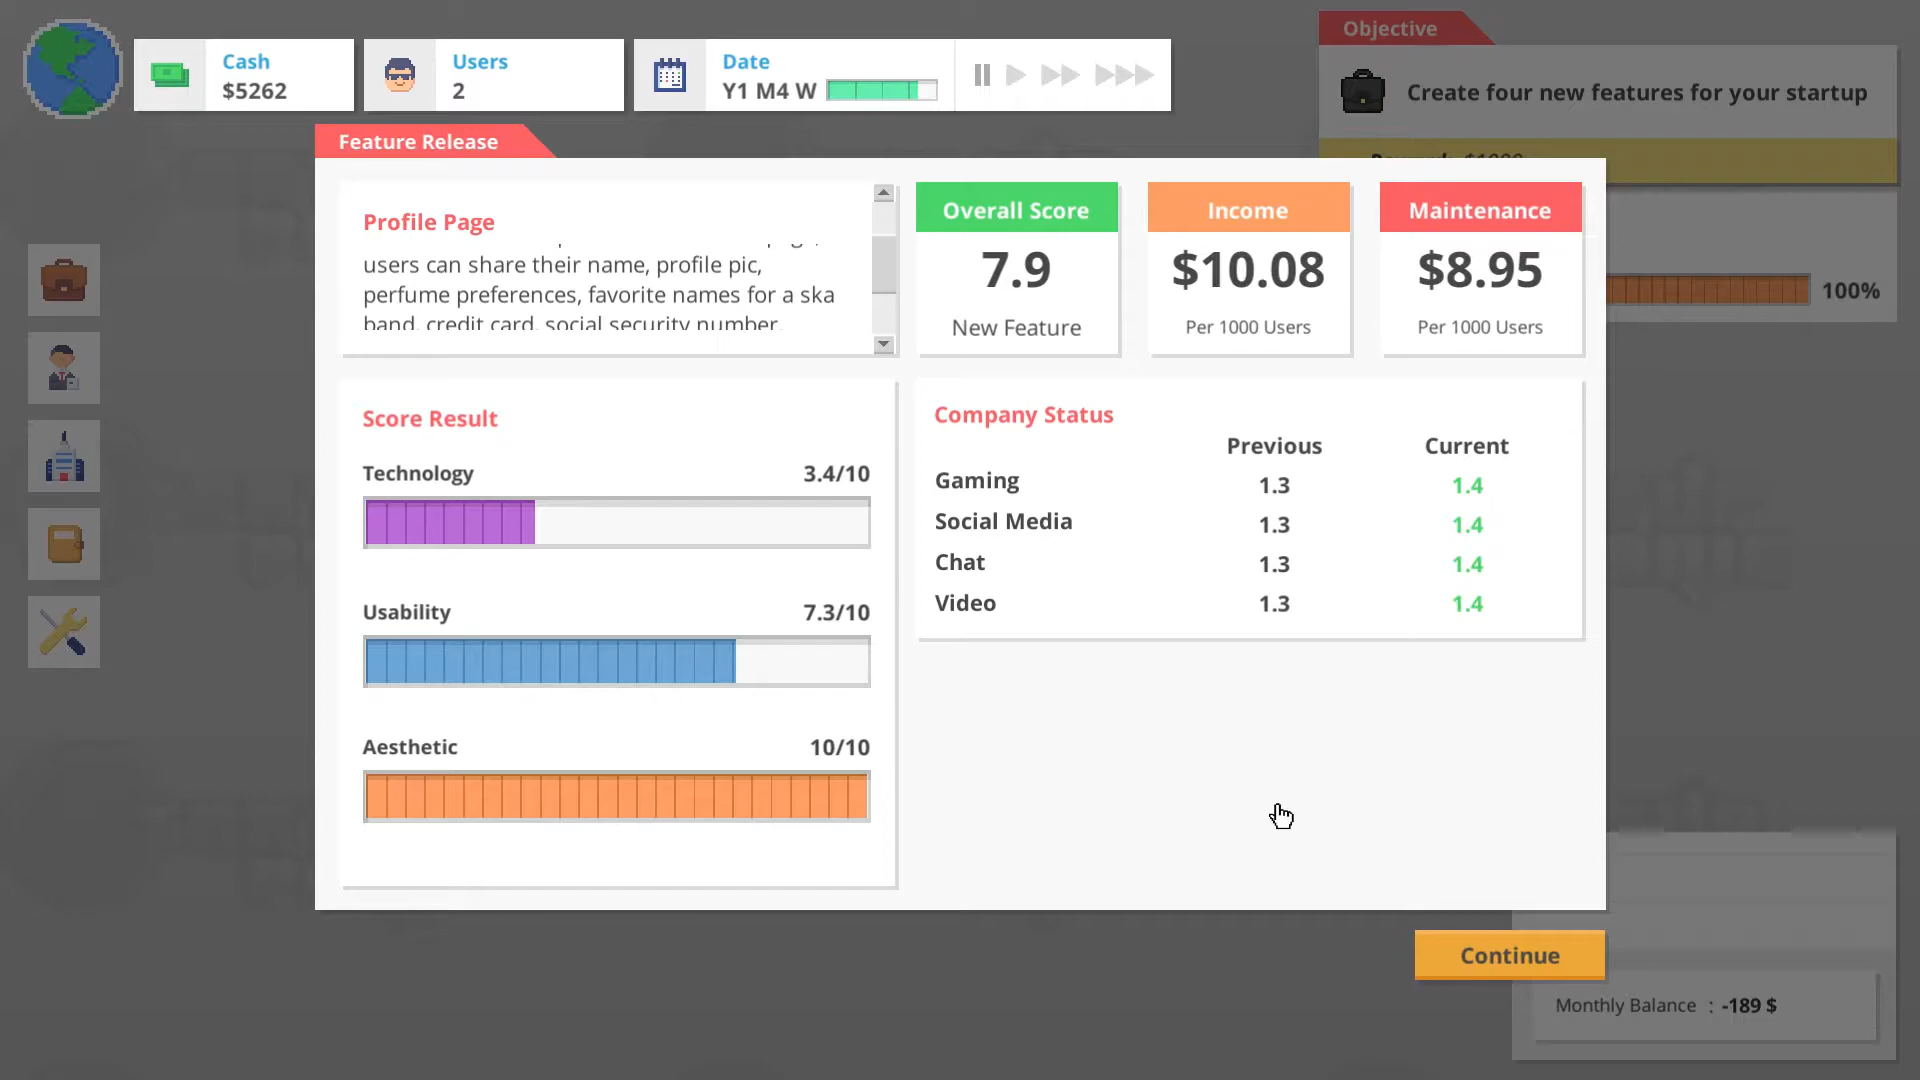 Objective
Cash
$5262
Users
2
Date
Y1 M4 W
Create four new features for your startup
Feature Release
Profile Page
users can share their name, profile pic,
perfume preferences, favorite names for a ska
band, credit card, social security number,
Overall Score
7.9
New Feature
Income
$10.08
Per 1000 Users
Maintenance
$8.95
Per 1000 Users
100%
Score Result
Technology 3.4/10
Usability 7.3/10
Aesthetic 10/10
Company Status
Previous Current
Gaming 1.3 1.4
Social Media 1.3 1.4
Chat 1.3 1.4
Video 1.3 1.4
Continue
Monthly Balance : -189 $